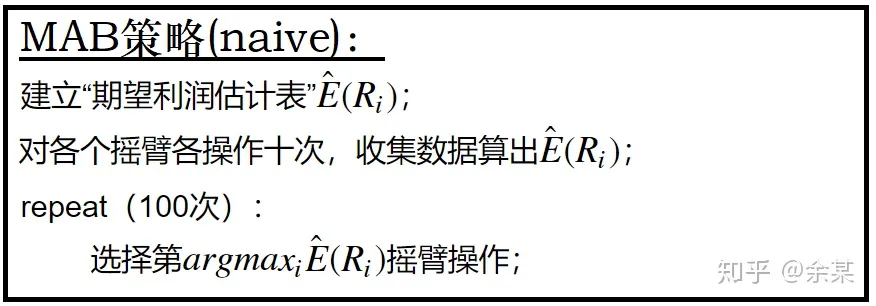 MAB策略(naive):
建立“期望利润估计表”$\hat{E}(R_i)$;
对各个摇臂各操作十次，收集数据算出$\hat{E}(R_i)$;
repeat（100次）:
选择第$argmax_i\hat{E}(R_i)$摇臂操作;
知乎 @余某